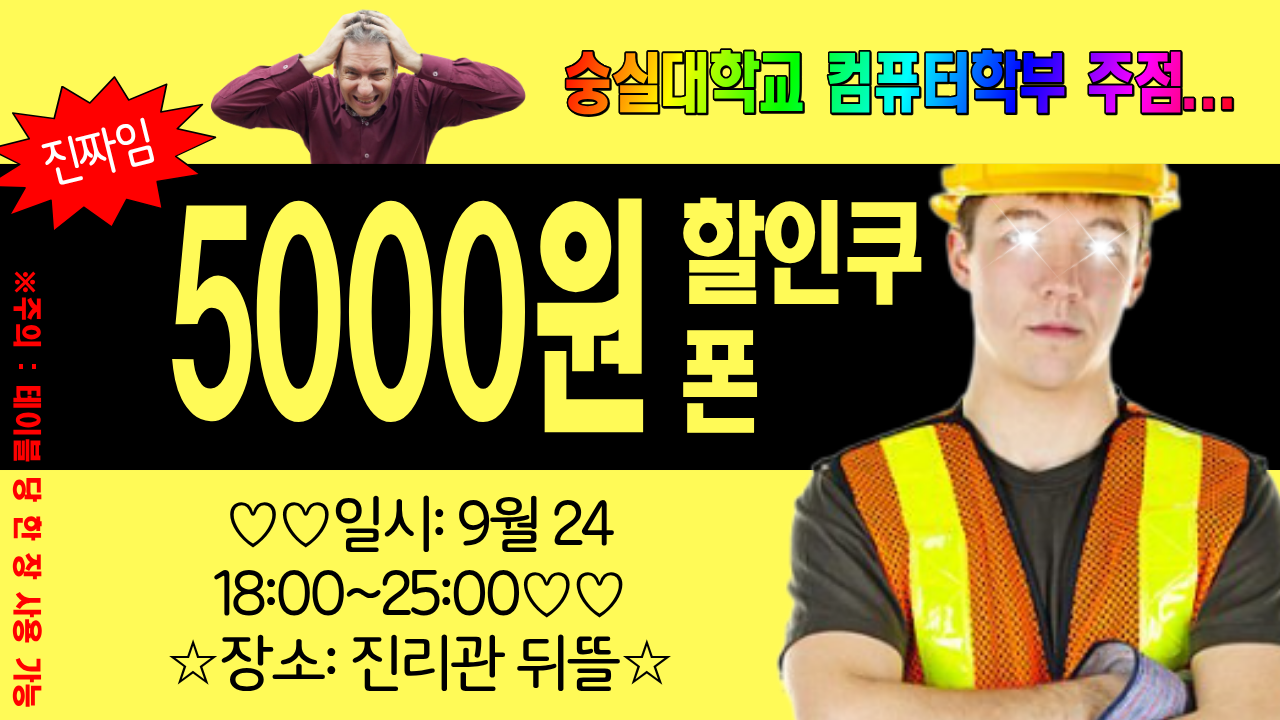 숭실대학교 컴퓨터학부 주점...
진짜임
5000원 할인쿠
폰
※주의 : 테이블 당 한 장 사용 가능
♡♡일시: 9월 24
18:00~25:00♡♡
☆장소: 진리관 뒤뜰☆